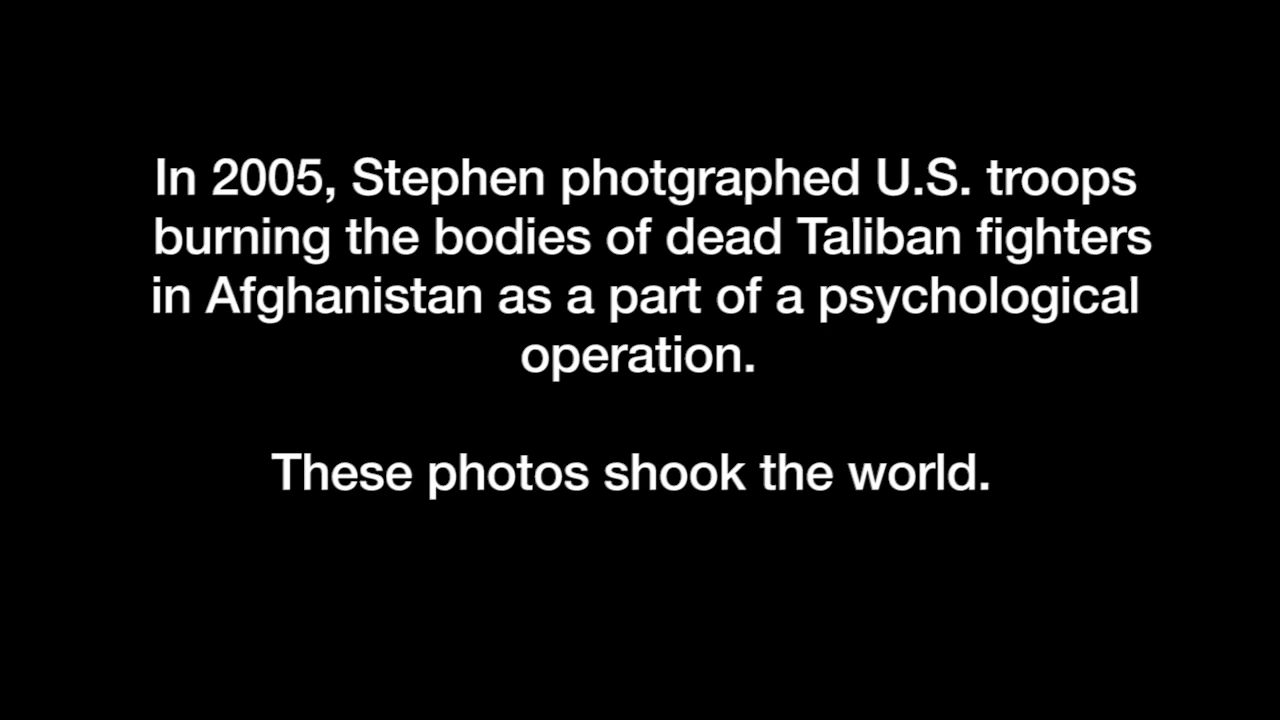 In 2005, Stephen photgraphed U.S. troops
burning the bodies of dead Taliban fighters
in Afghanistan as a part of a psychological
operation.
These photos shook the world.